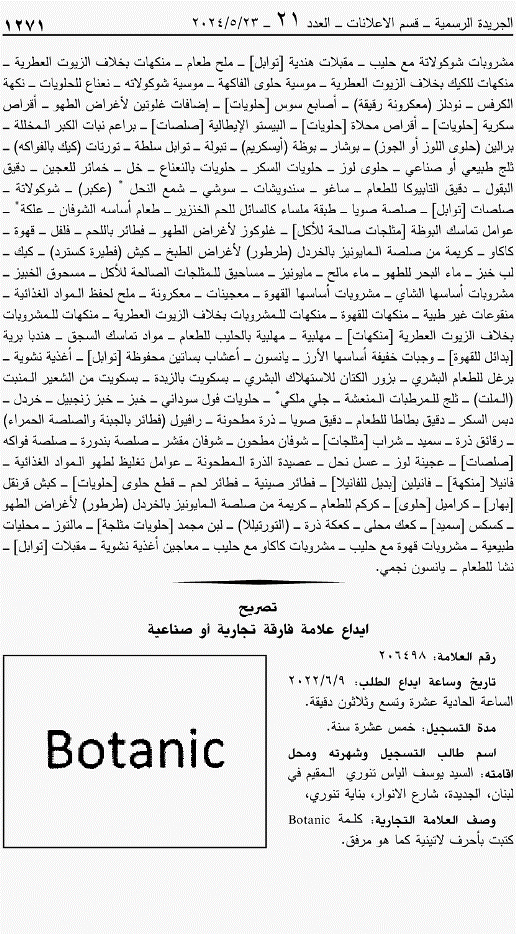 الجريدة الرسمية – قسم الاعلانات – العدد ٢١ – ٢٠٢٤/٥/٢٣
١٢٧١
مشروبات شوكولاتة مع حليب – مقبلات هندية [توابل] – ملح طعام – منكهات بخلاف الزيوت العطرية –
منكهات للكيك بخلاف الزيوت العطرية – موسية حلوى الفاكهة – موسية شوكولاته – نعناع للحلويات – نكهة
الكرفس – نودلز (معكرونة رقيقة) – أصابع سوس [حلويات] – إضافات غلوتين لأغراض الطهو – أقراص
سكرية [حلويات] – أقراص محلاة [حلويات] – البيستو الإيطالية [صلصات] – براعم نبات الكبر المخللة –
برالين (حلوى اللوز أو الجوز) – بوشار – بوظة (أيسكريم) – تبولة – توابل سلطة – تورتات (كيك بالفواكه) –
ثلج طبيعي أو صناعي – حلوى لوز – حلويات السكر – حلويات بالنعناع – خل – خمائر للعجين – دقيق
البقول – دقيق التابيوكا للطعام – ساغو – سندويشات – سوشي – شمع النحل * (عكبر) – شوكولاتة –
صلصات [توابل] – صلصة صويا – طبقة ملساء كالسائل للحم الخنزير – طعام أساسه الشوفان – علكة* –
عوامل تماسك البوظة [مثلجات صالحة للأكل] – غلوكوز لأغراض الطهو – فطائر باللحم – فلفل – قهوة –
كاكاو – كريمة من صلصة المايونيز بالخردل (طرطور) لأغراض الطبخ – كيش (فطيرة كسترد) – كيك –
لب خبز – ماء البحر للطهو – ماء مالح – مايونيز – مساحيق للمثلجات الصالحة للأكل – مسحوق الخبيز –
مشروبات أساسها الشاي – مشروبات أساسها القهوة – معجينات – معكرونة – ملح لحفظ المواد الغذائية –
منقوعات غير طبية – منكهات للقهوة – منكهات للمشروبات بخلاف الزيوت العطرية – منكهات للمشروبات
بخلاف الزيوت العطرية [منكهات] – مهلبية – مهلبية بالحليب للطعام – مواد تماسك السجق – هندبا برية
[بدائل للقهوة] – وجبات خفيفة أساسها الأرز – يانسون – أعشاب بساتين محفوظة [توابل] – أغذية نشوية –
برغل للطعام البشري – بزور الكتان للاستهلاك البشري – بسكويت بالزبدة – بسكويت من الشعير المنبت
(الملت) – ثلج للمرطبات المنعشة – جلي ملكي* – حلويات فول سوداني – خبز – خبز زنجبيل – خردل –
دبس السكر – دقيق بطاطا للطعام – دقيق صويا – ذرة مطحونة – رافيول (فطائر بالجبنة والصلصة الحمراء)
– رقائق ذرة – سميد – شراب [مثلجات] – شوفان مطحون – شوفان مقشر – صلصة بندورة – صلصة فواكه
[صلصات] – عجينة لوز – عسل نحل – عصيدة الذرة المطحونة – عوامل تغليظ لطهو المواد الغذائية –
فانيلا [منكهة] – فانيلين [بديل للفانيلا] – فطائر صينية – فطائر لحم – قطع حلوى [حلويات] – كبش قرنفل
[بهار] – كراميل [حلوى] – كركم للطعام – كريمة من صلصة المايونيز بالخردل (طرطور) لأغراض الطهو
– كسكس [سميد] – كعك محلى – كعكة ذرة – (التورتيللا) – لبن مجمد [حلويات مثلجة] – مالتوز – محليات
طبيعية – مشروبات قهوة مع حليب – مشروبات كاكاو مع حليب – معاجين أغذية نشوية – مقبلات [توابل] –
نشا للطعام – يانسون نجمي.
تصريح
ايداع علامة فارقة تجارية أو صناعية
رقم العلامة: ٢٠٦٤٩٨
تاريخ وساعة ايداع الطلب: ٢٠٢٢/٦/٩
الساعة الحادية عشرة وتسع وثلاثون دقيقة.
مدة التسجيل: خمس عشرة سنة.
اسم طالب التسجيل وشهرته ومحل
اقامته: السيد يوسف الياس تنوري المقيم في
لبنان، الجديدة، شارع الانوار، بناية تنوري،
وصف العلامة التجارية: كلمة Botanic
كتبت بأحرف لاتينية كما هو مرفق.
Botanic